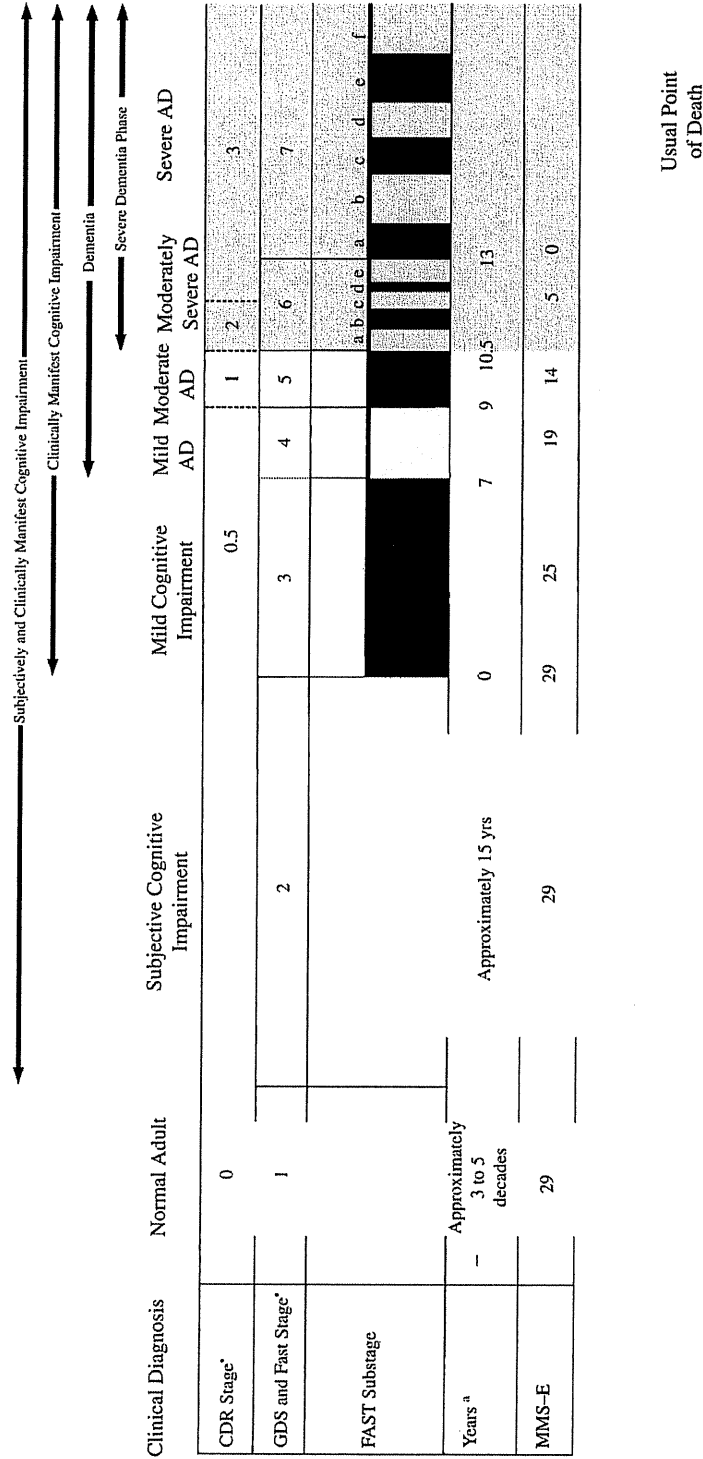 Subjectively and Clinically Manifest Cognitive Impairment
Clinically Manifest Cognitive Impairment
Dementia
Severe Dementia Phase
Clinical Diagnosis
Normal Adult
Subjective Cognitive
Impairment
Mild Cognitive
Impairment
Mild
AD
Moderate
AD
Moderately
Severe AD
Severe AD
CDR Stage*
0
0.5
1
2
3
GDS and Fast Stage*
1
2
3
4
5
6
7
FAST Substage
a b c d e
a b c d e f
Years a
–
Approximately
3 to 5
decades
Approximately 15 yrs
0
7
9
10.5
13
MMS–E
29
29
29
25
19
14
5
0
Usual Point
of Death